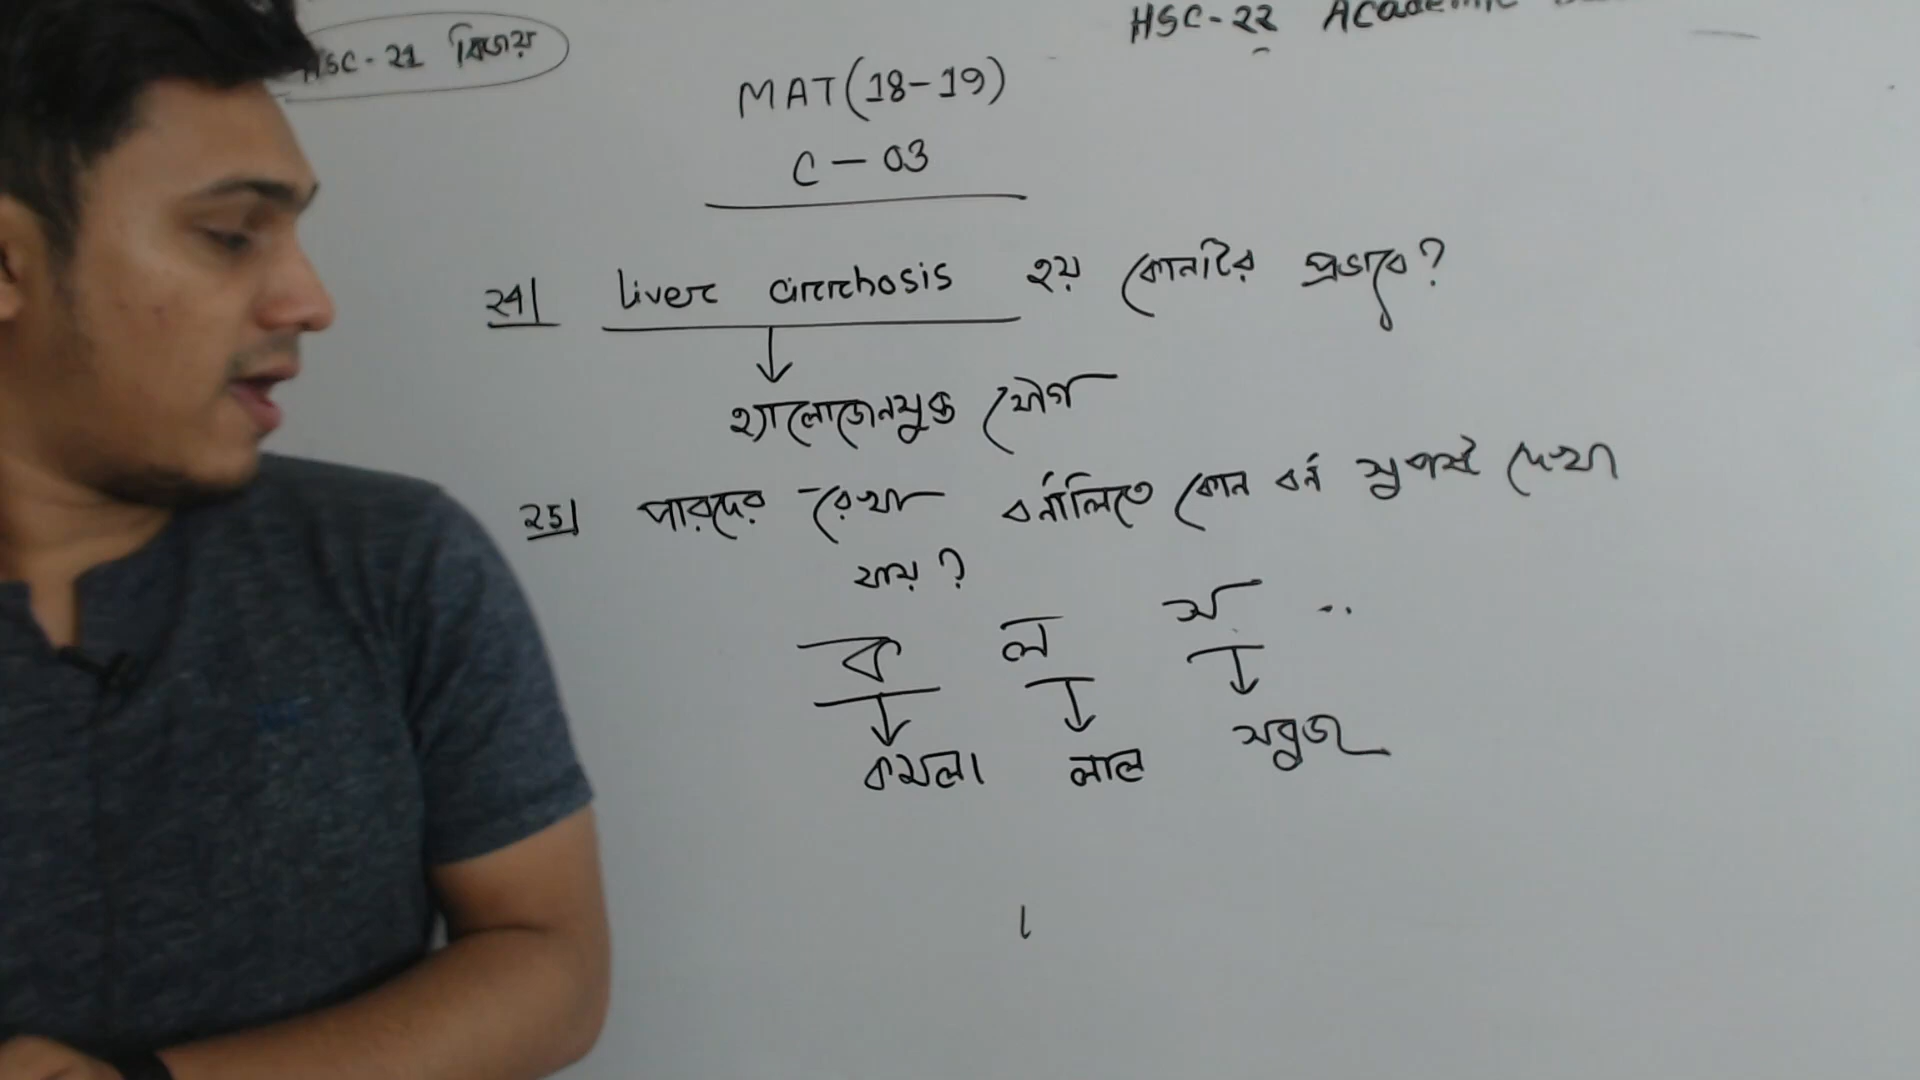 HSC-21 বিজয়
HSC-22 Academic
MAT(18-19)
C - 03
২৪| liver cirrhosis হয় কোনটির প্রভাবে?
হ্যালোজেনযুক্ত যৌগ
২৫| পারদের রেখা বর্নালিতে কোন বর্ন সুস্পষ্ট দেখা
যায়?
ক ল স ..
কমলা লাল সবুজ